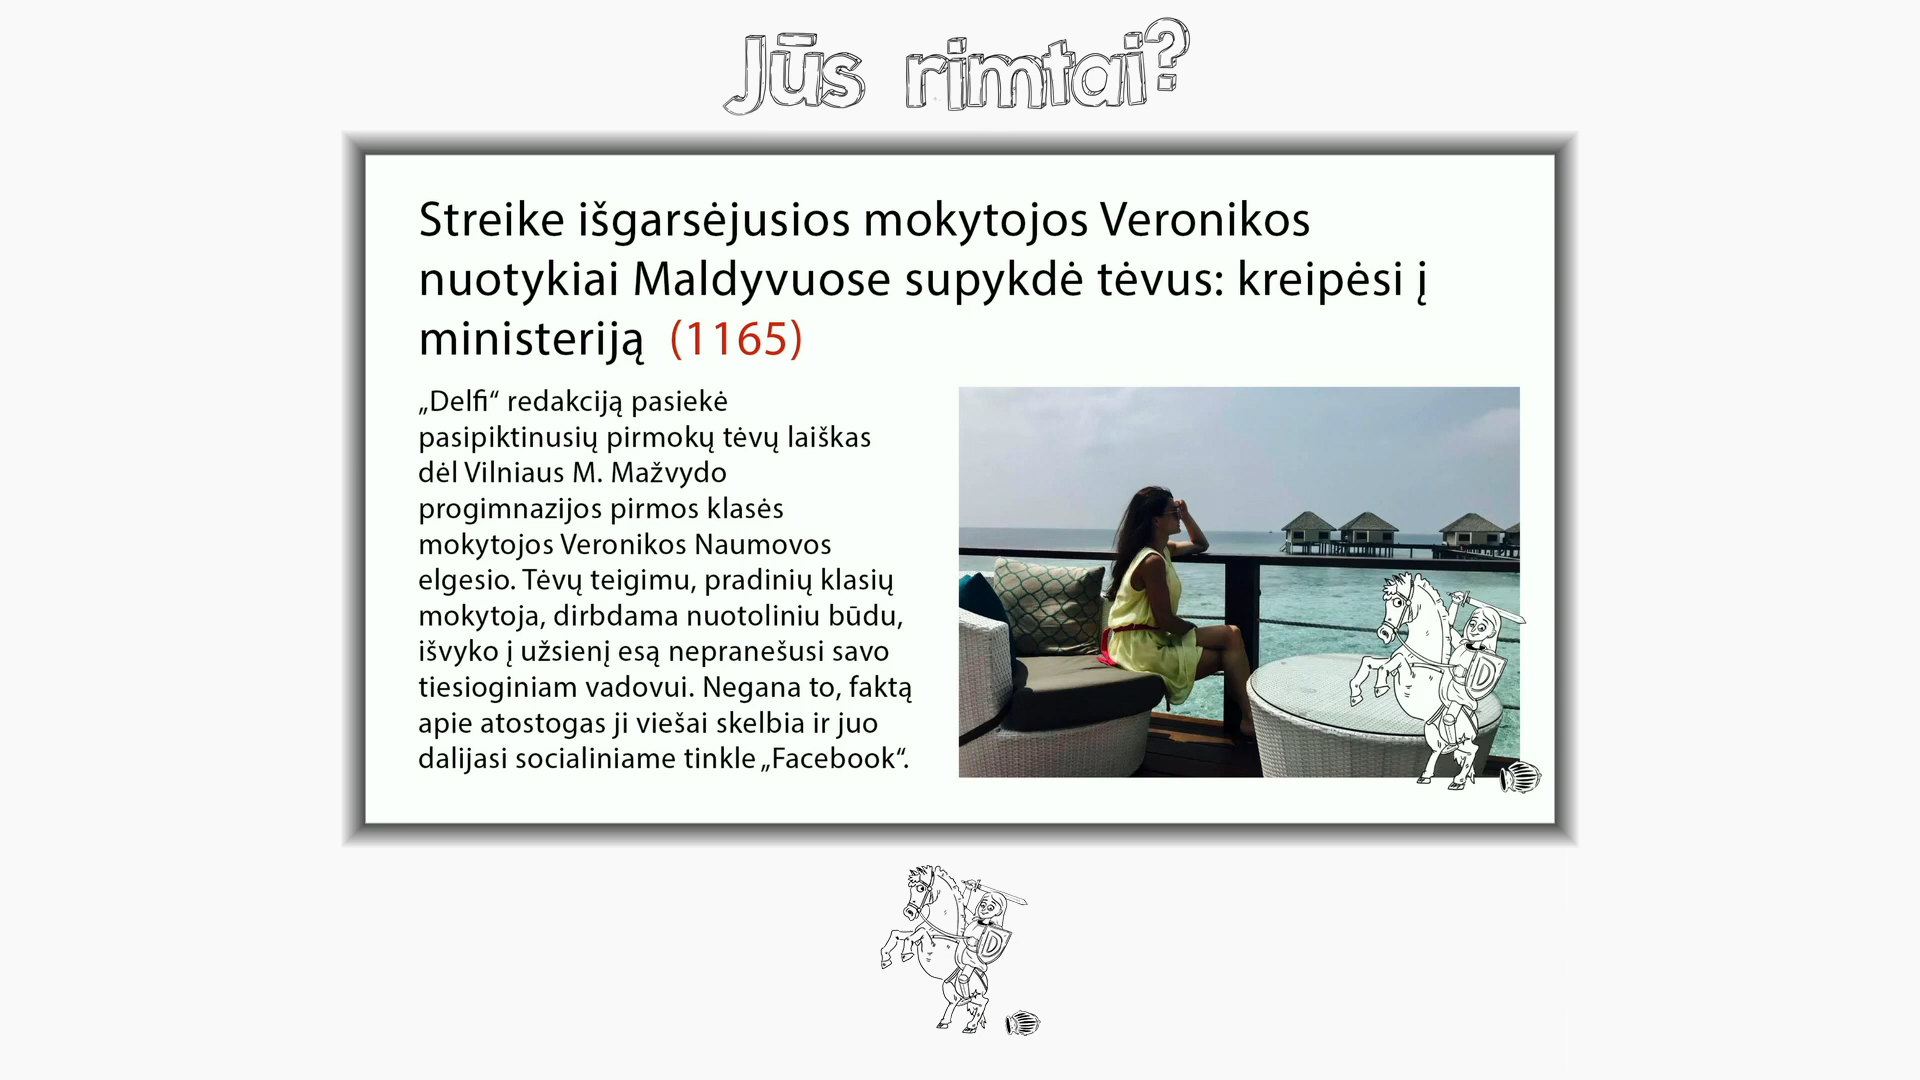 Jūs rimtai?
Streike išgarsėjusios mokytojos Veronikos
nuotykiai Maldyvuose supykdė tėvus: kreipėsi į
ministeriją (1165)
„Delfi“ redakciją pasiekė
pasipiktinusių pirmokų tėvų laiškas
dėl Vilniaus M. Mažvydo
progimnazijos pirmos klasės
mokytojos Veronikos Naumovos
elgesio. Tėvų teigimu, pradinių klasių
mokytoja, dirbdama nuotoliniu būdu,
išvyko į užsienį esą nepranešusi savo
tiesioginiam vadovui. Negana to, faktą
apie atostogas ji viešai skelbia ir juo
dalijasi socialiniame tinkle „Facebook“.
D
D